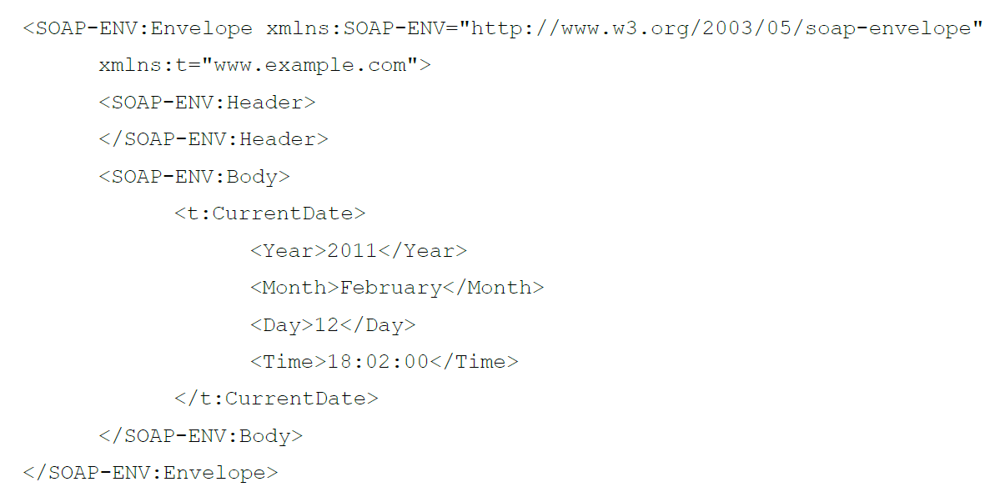 <SOAP-ENV:Envelope xmlns:SOAP-ENV="http://www.w3.org/2003/05/soap-envelope"
xmlns:t="www.example.com">
<SOAP-ENV:Header>
</SOAP-ENV:Header>
<SOAP-ENV:Body>
<t:CurrentDate>
<Year>2011</Year>
<Month>February</Month>
<Day>12</Day>
<Time>18:02:00</Time>
</t:CurrentDate>
</SOAP-ENV:Body>
</SOAP-ENV:Envelope>